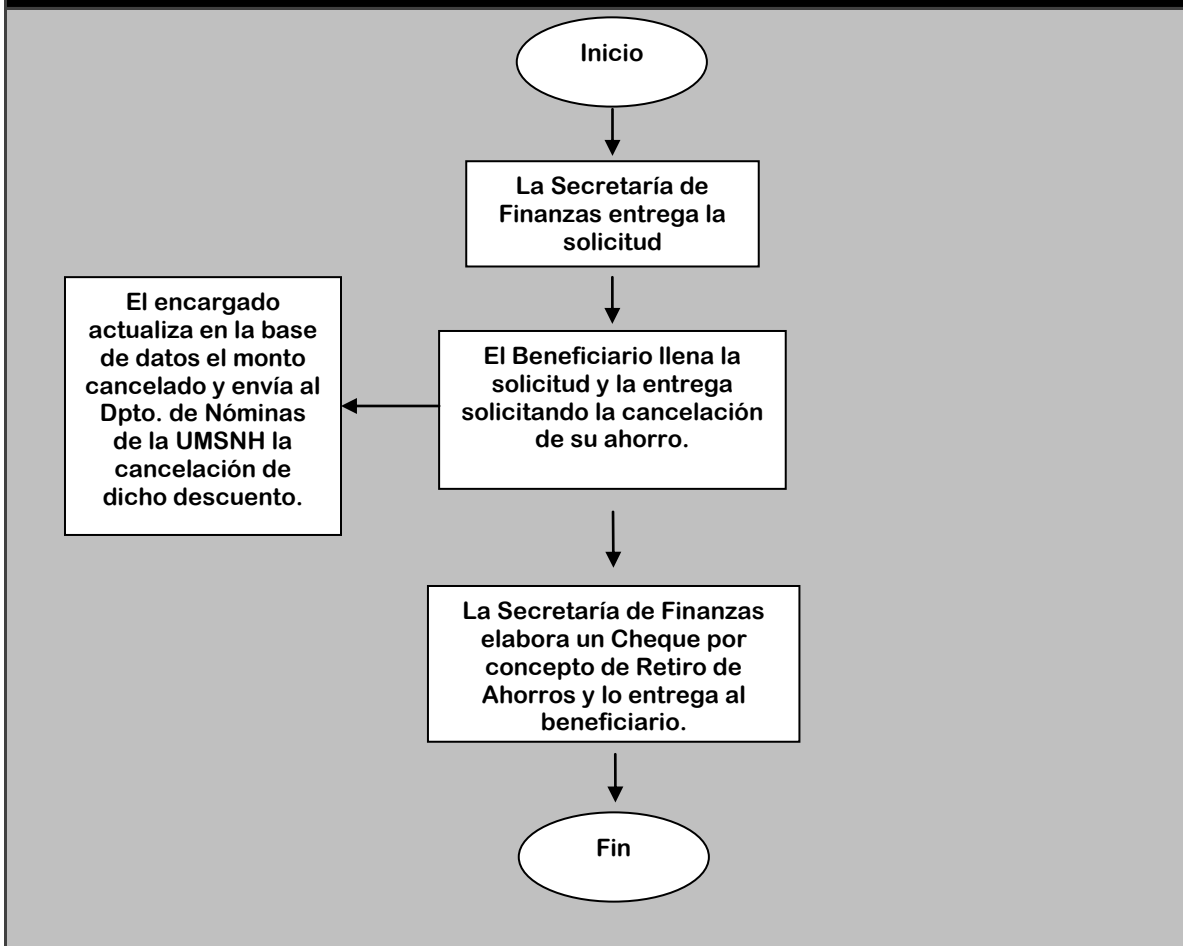 Inicio
La Secretaría de
Finanzas entrega la
solicitud
El encargado
actualiza en la base
de datos el monto
cancelado y envía al
Dpto. de Nóminas
de la UMSNH la
cancelación de
dicho descuento.
El Beneficiario llena la
solicitud y la entrega
solicitando la cancelación
de su ahorro.
La Secretaría de Finanzas
elabora un Cheque por
concepto de Retiro de
Ahorros y lo entrega al
beneficiario.
Fin